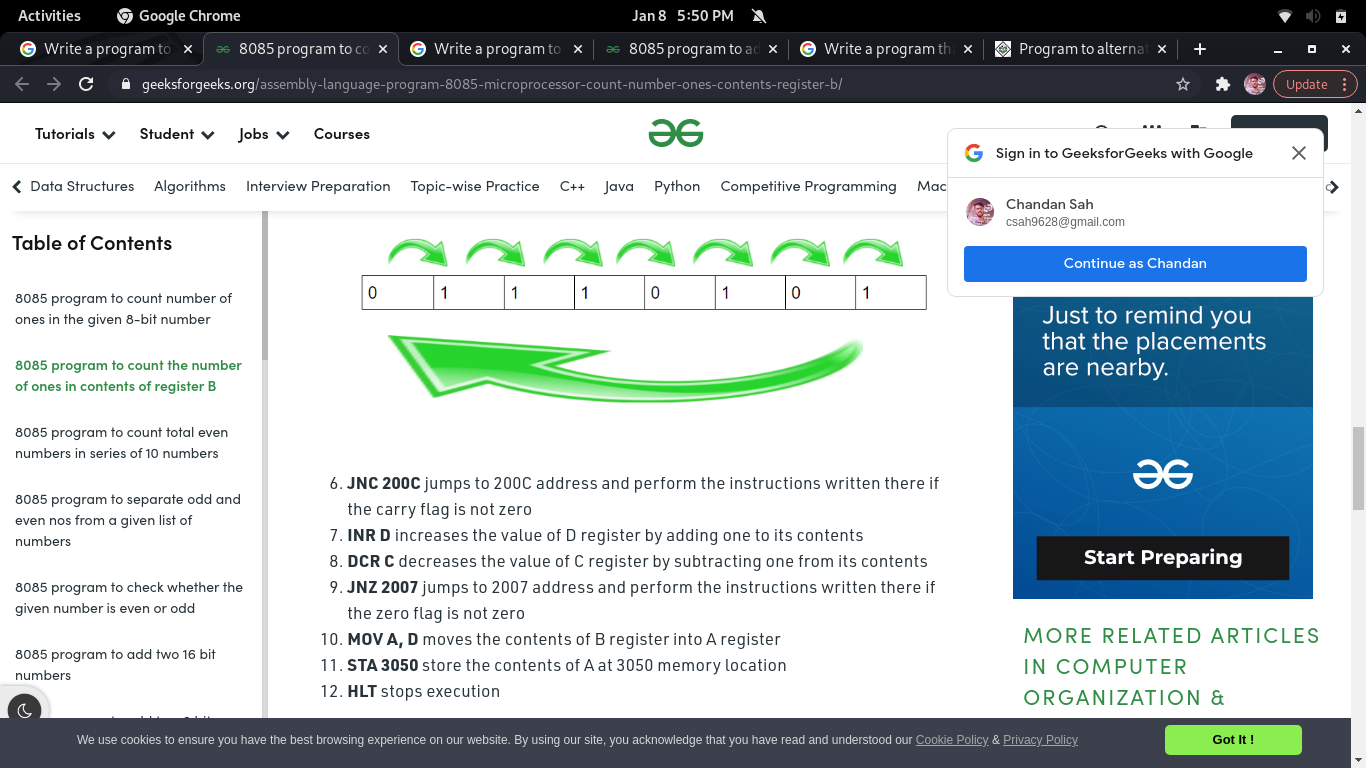 Activities
Google Chrome
Jan 8 5:50 PM
Write a program to
8085 program to co
Write a program to
8085 program to ad
Write a program th
Program to alternat
geeksforgeeks.org/assembly-language-program-8085-microprocessor-count-number-ones-contents-register-b/
Update
Tutorials
Student
Jobs
Courses
Data Structures
Algorithms
Interview Preparation
Topic-wise Practice
C++
Java
Python
Competitive Programming
Sign in to GeeksforGeeks with Google
Chandan Sah
csah9628@gmail.com
Continue as Chandan
Table of Contents
8085 program to count number of
ones in the given 8-bit number
8085 program to count the number
of ones in contents of register B
8085 program to count total even
numbers in series of 10 numbers
8085 program to separate odd and
even nos from a given list of
numbers
8085 program to check whether the
given number is even or odd
8085 program to add two 16 bit
numbers
0 1 1 1 0 1 0 1
6. JNC 200C jumps to 200C address and perform the instructions written there if
the carry flag is not zero
7. INR D increases the value of D register by adding one to its contents
8. DCR C decreases the value of C register by subtracting one from its contents
9. JNZ 2007 jumps to 2007 address and perform the instructions written there if
the zero flag is not zero
10. MOV A, D moves the contents of B register into A register
11. STA 3050 store the contents of A at 3050 memory location
12. HLT stops execution
Just to remind you
that the placements
are nearby.
Start Preparing
MORE RELATED ARTICLES
IN COMPUTER
ORGANIZATION &
We use cookies to ensure you have the best browsing experience on our website. By using our site, you acknowledge that you have read and understood our Cookie Policy & Privacy Policy
Got It !